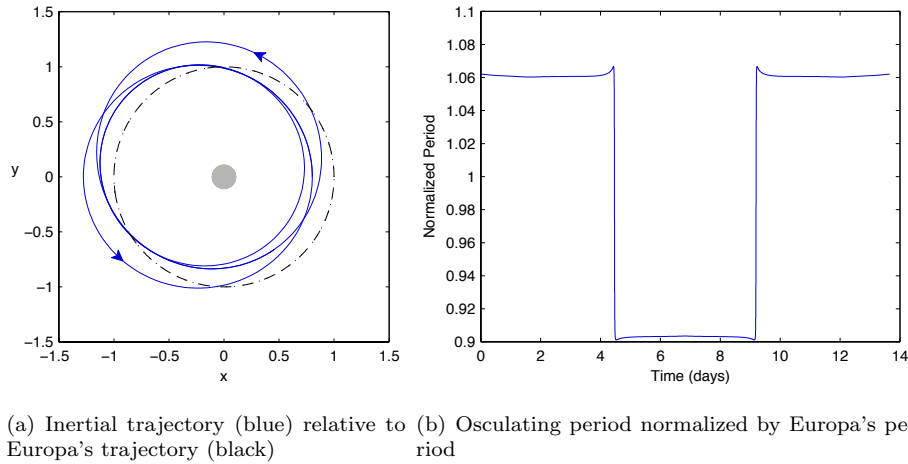 1.5
1
0.5
0
−0.5
−1
−1.5
y
−1.5 −1 −0.5 0 0.5 1 1.5
x
1.1
1.08
1.06
1.04
1.02
1
0.98
0.96
0.94
0.92
0.9
Normalized Period
0 2 4 6 8 10 12 14
Time (days)
(a) Inertial trajectory (blue) relative to
Europa's trajectory (black)
(b) Osculating period normalized by Europa's pe
riod